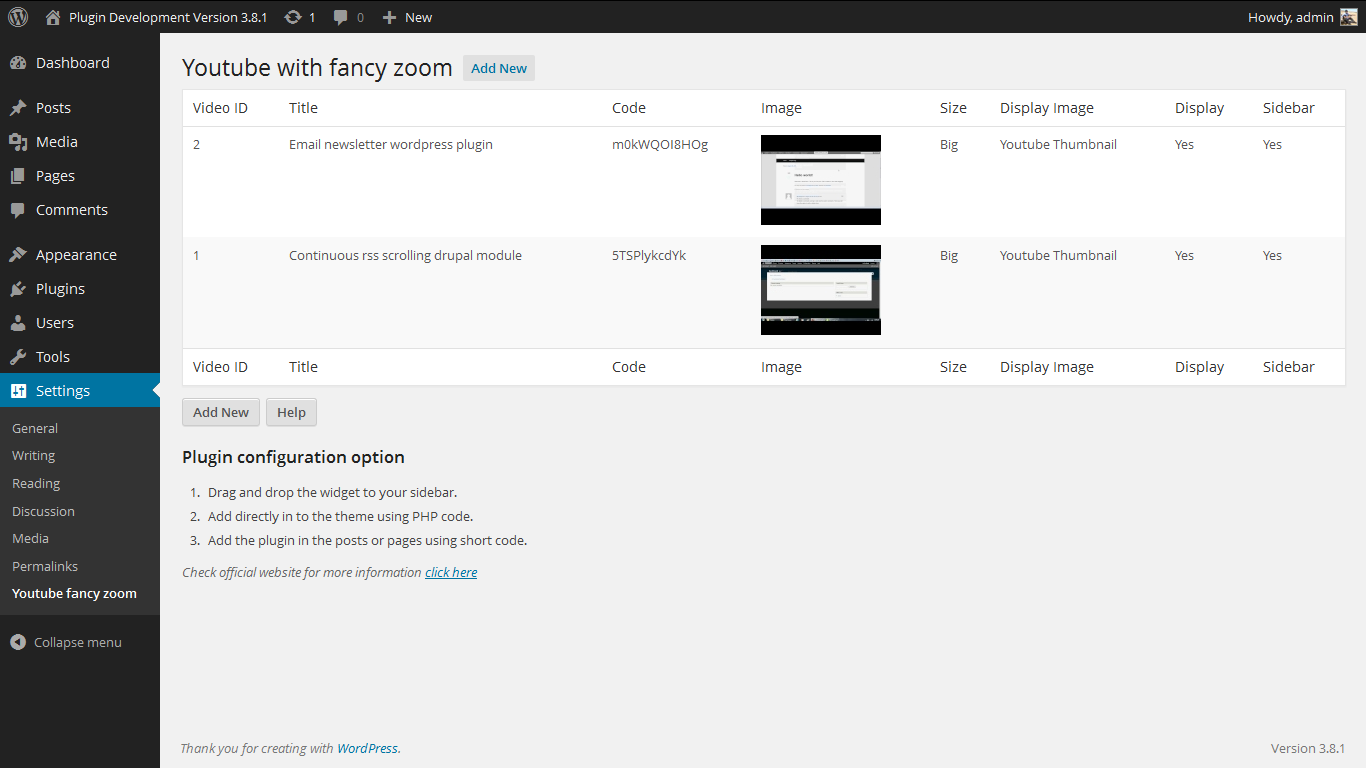 Plugin Development Version 3.8.1 1 0 New Howdy, admin
Dashboard
Posts
Media
Pages
Comments
Appearance
Plugins
Users
Tools
Settings
General
Writing
Reading
Discussion
Media
Permalinks
Youtube fancy zoom
Collapse menu
Youtube with fancy zoom Add New
Video ID Title Code Image Size Display Image Display Sidebar
2 Email newsletter wordpress plugin m0kWQOI8HOg Big Youtube Thumbnail Yes Yes
1 Continuous rss scrolling drupal module 5TSPlykcdYk Big Youtube Thumbnail Yes Yes
Video ID Title Code Image Size Display Image Display Sidebar
Add New Help
Plugin configuration option
1. Drag and drop the widget to your sidebar.
2. Add directly in to the theme using PHP code.
3. Add the plugin in the posts or pages using short code.
Check official website for more information click here
Thank you for creating with WordPress. Version 3.8.1